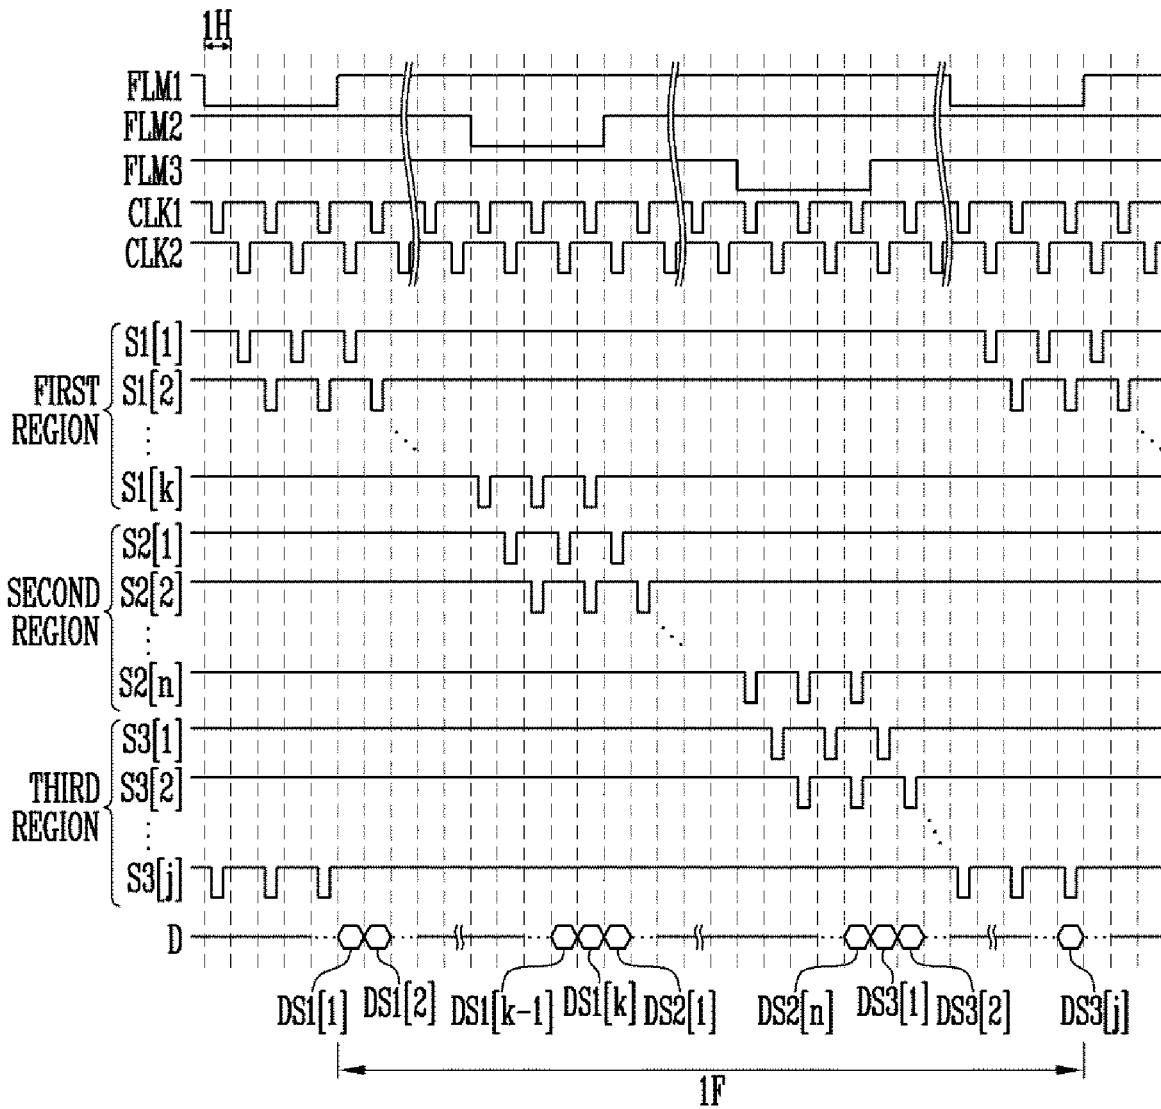 1H
FLM1
FLM2
FLM3
CLK1
CLK2
FIRST REGION
S1[1]
S1[2]
S1[k]
SECOND REGION
S2[1]
S2[2]
S2[n]
THIRD REGION
S3[1]
S3[2]
S3[j]
D
DS1[1]
DS1[2]
DS1[k-1]
DS1[k]
DS2[1]
DS2[n]
DS3[1]
DS3[2]
DS3[j]
1F